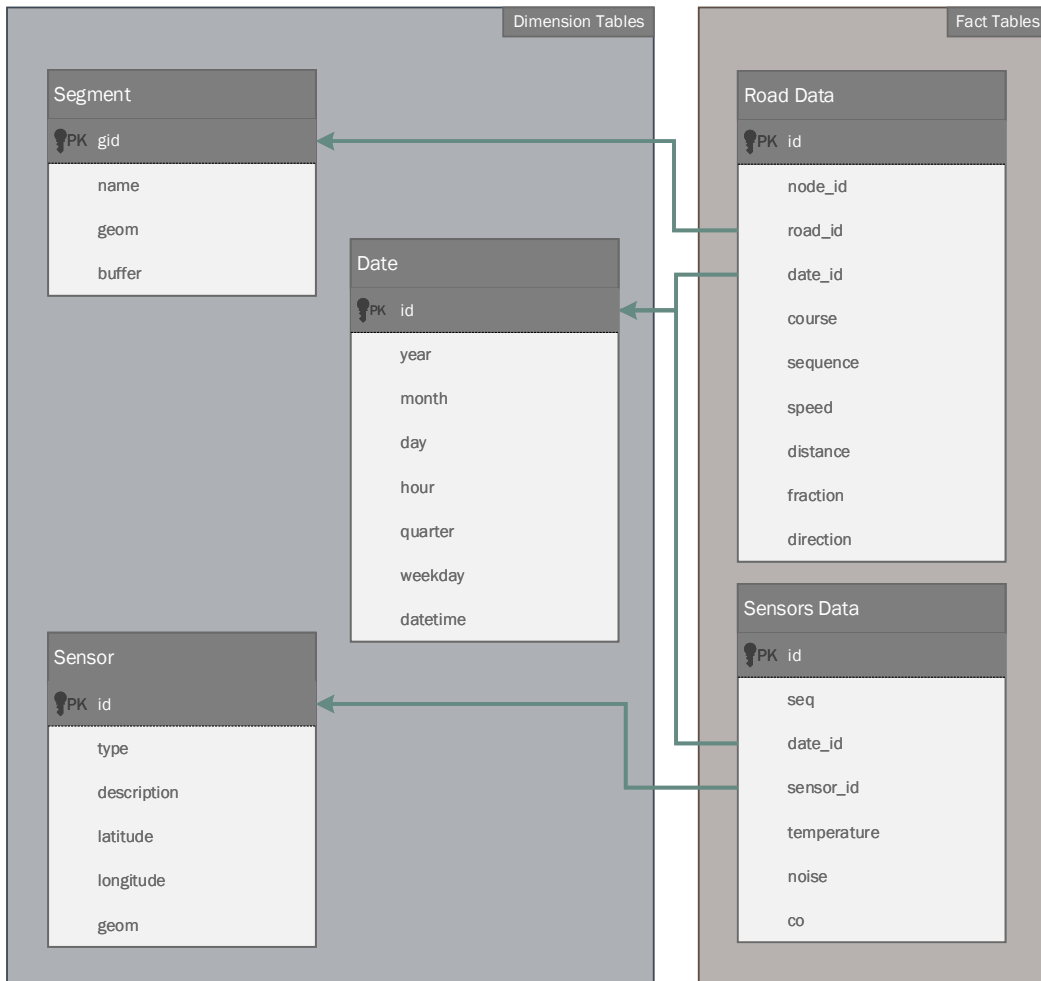 Dimension Tables
Segment
PK gid
name
geom
buffer
Date
PK id
year
month
day
hour
quarter
weekday
datetime
Sensor
PK id
type
description
latitude
longitude
geom
Fact Tables
Road Data
PK id
node_id
road_id
date_id
course
sequence
speed
distance
fraction
direction
Sensors Data
PK id
seq
date_id
sensor_id
temperature
noise
co